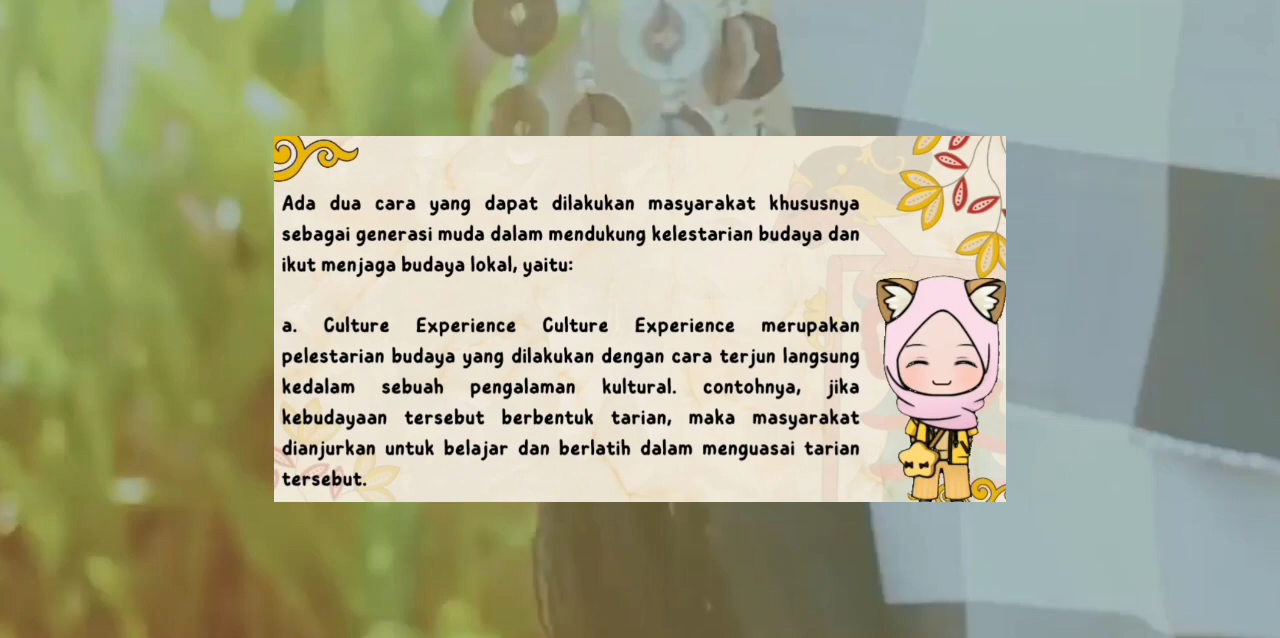 Ada dua cara yang dapat dilakukan masyarakat khususnya
sebagai generasi muda dalam mendukung kelestarian budaya dan
ikut menjaga budaya lokal, yaitu:
a. Culture Experience Culture Experience merupakan
pelestarian budaya yang dilakukan dengan cara terjun langsung
kedalam sebuah pengalaman kultural. contohnya, jika
kebudayaan tersebut berbentuk tarian, maka masyarakat
dianjurkan untuk belajar dan berlatih dalam menguasai tarian
tersebut.